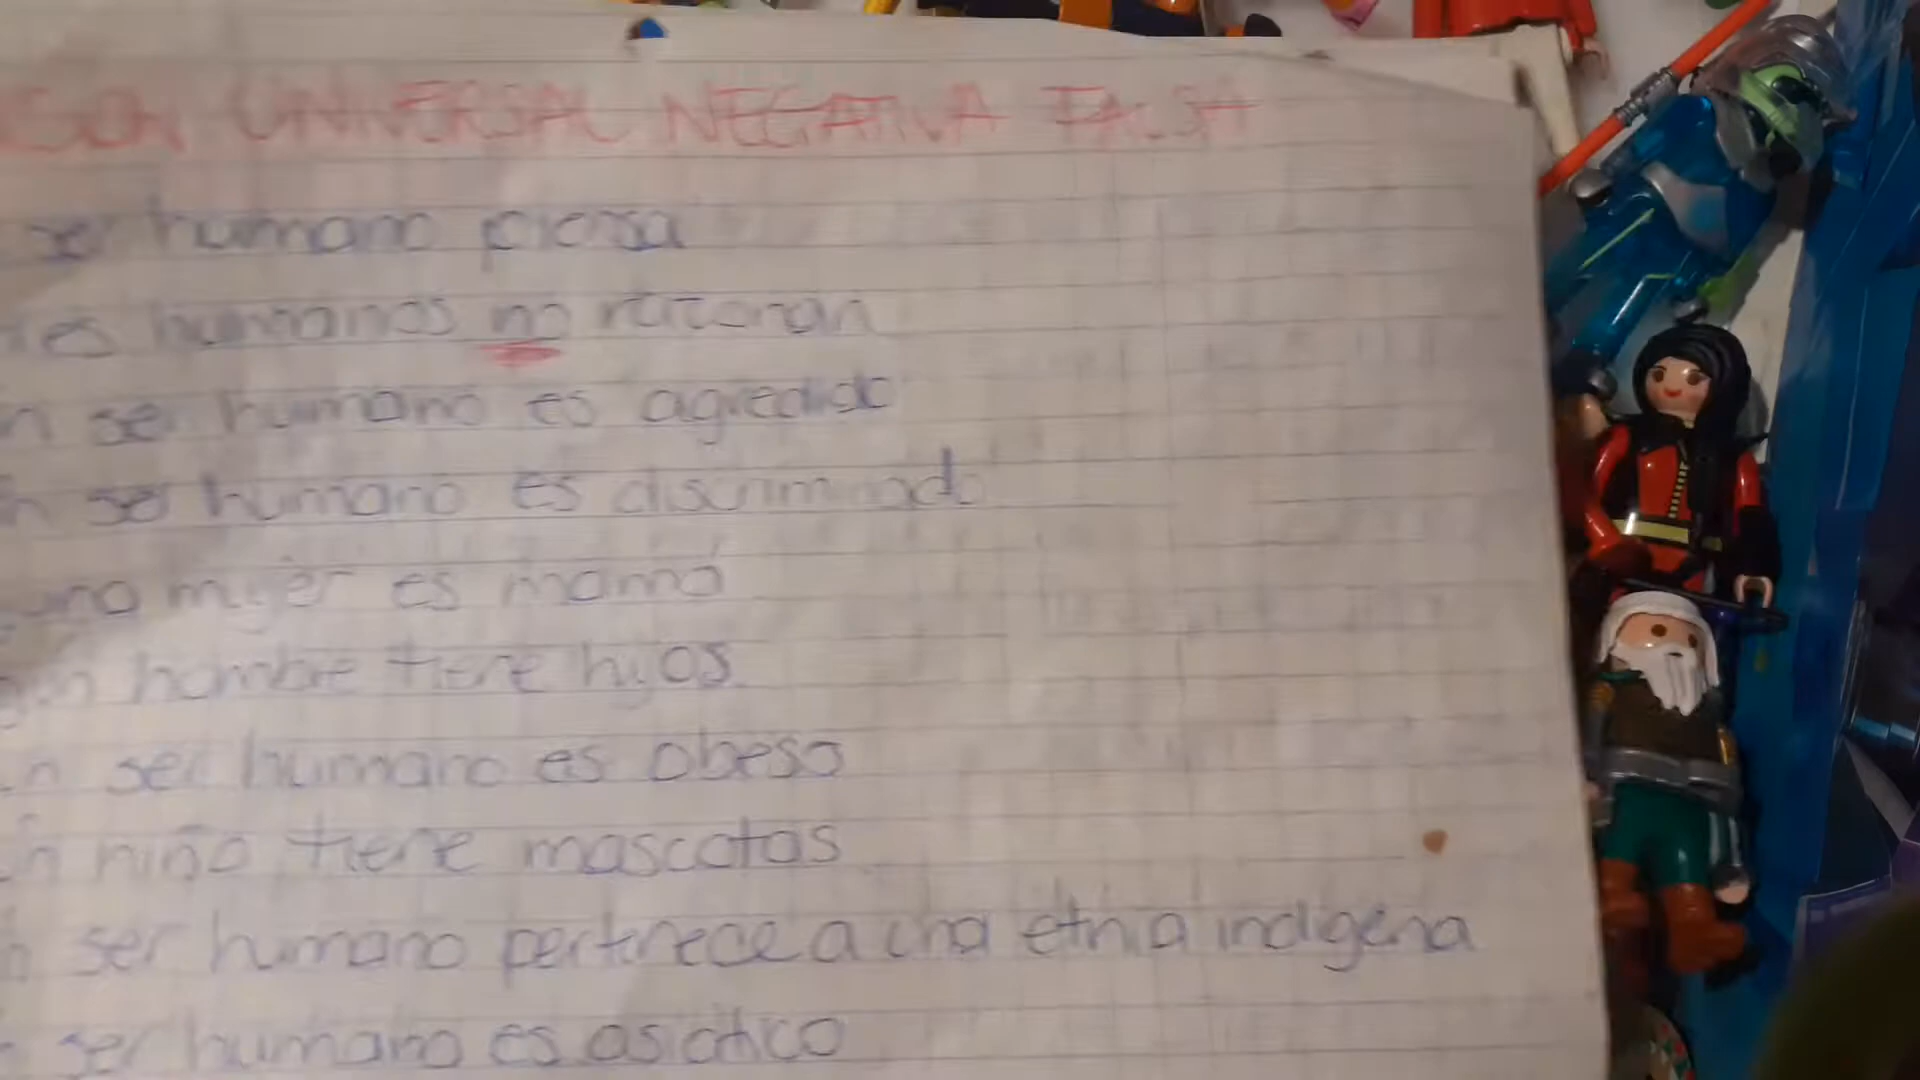 UNIVERSAL NEGATIVA FALSA
ser humano piensa
humanos no razonan
ser humano es agredido
ser humano es discriminado
mujer es mamá
hombre tiene hijos
ser humano es obeso
niño tiene mascotas
ser humano pertenece a una etnia indígena
ser humano es asiatico